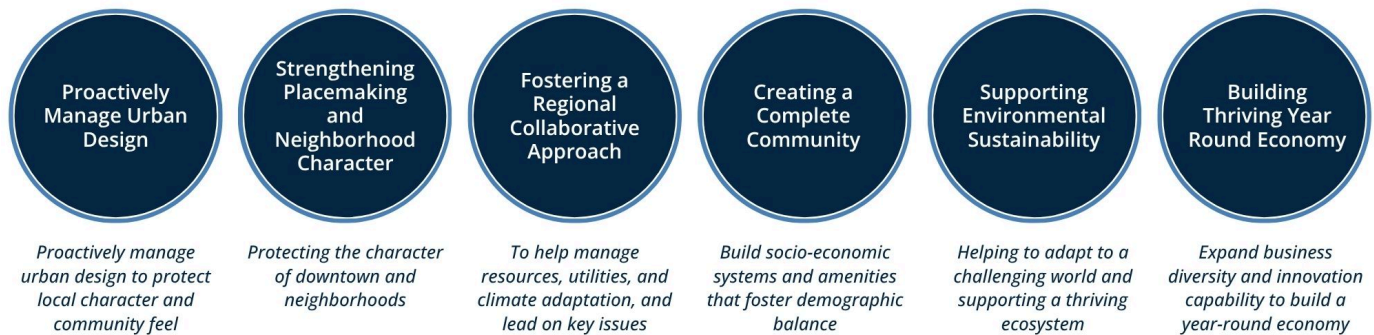 Proactively
Manage Urban
Design
Strengthening
Placemaking
and
Neighborhood
Character
Fostering a
Regional
Collaborative
Approach
Creating a
Complete
Community
Supporting
Environmental
Sustainability
Building
Thriving Year
Round Economy
Proactively manage
urban design to protect
local character and
community feel
Protecting the character
of downtown and
neighborhoods
To help manage
resources, utilities, and
climate adaptation, and
lead on key issues
Build socio-economic
systems and amenities
that foster demographic
balance
Helping to adapt to a
challenging world and
supporting a thriving
ecosystem
Expand business
diversity and innovation
capability to build a
year-round economy